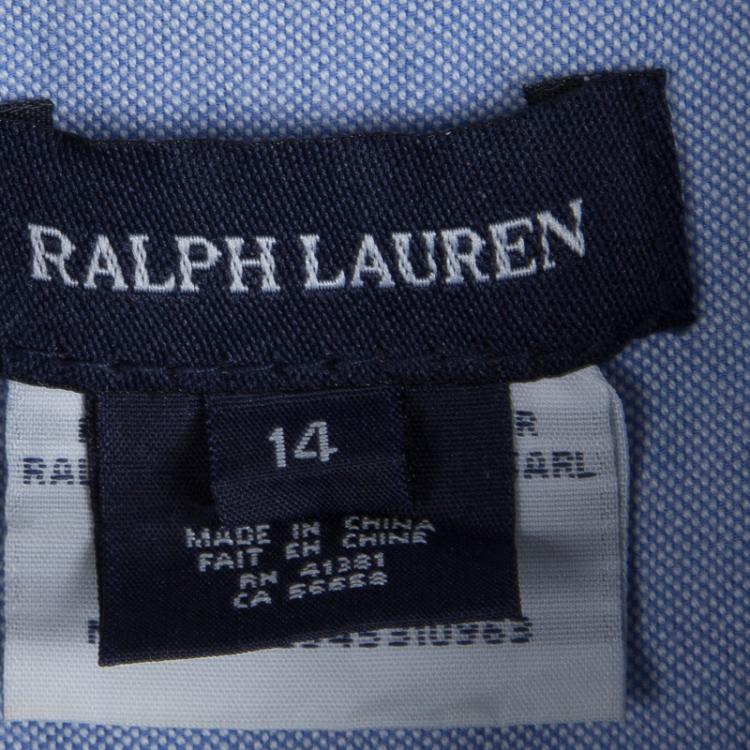 RALPH LAUREN
14
MADE IN CHINA
FAIT EN CHINE
RN 41381
CA 56658